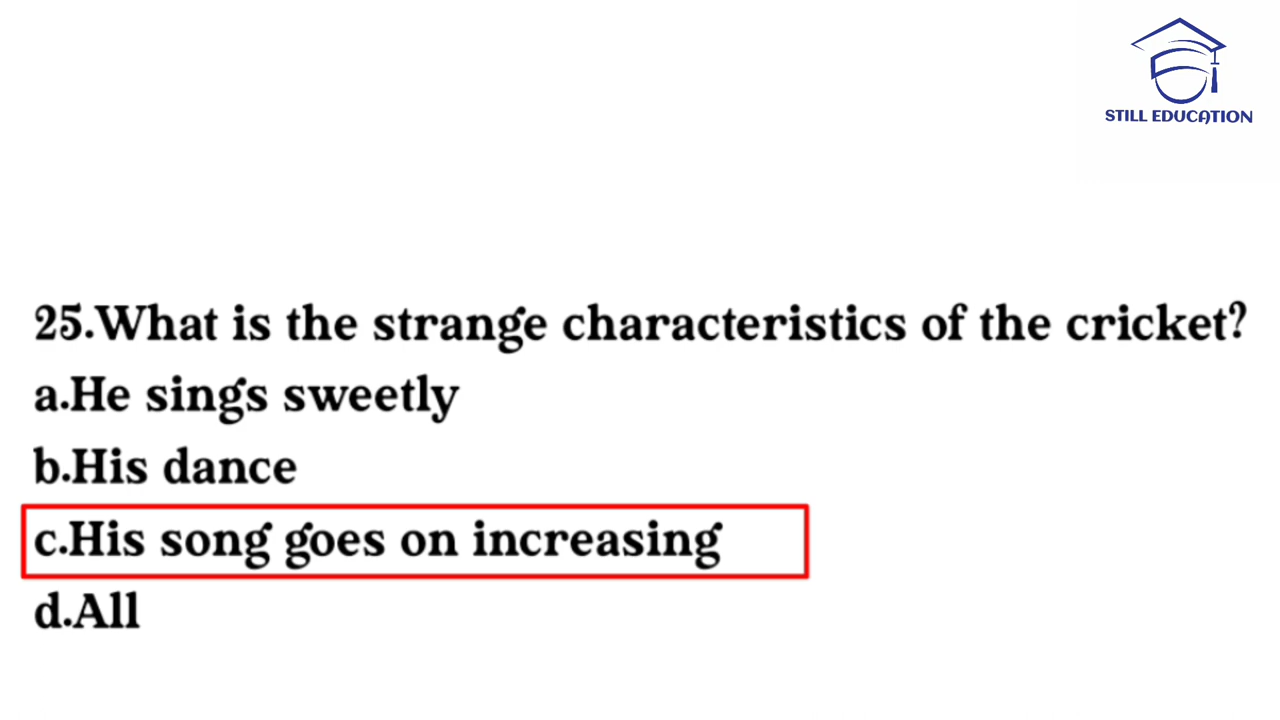 STILL EDUCATION
25.What is the strange characteristics of the cricket?
a.He sings sweetly
b.His dance
c.His song goes on increasing
d.All